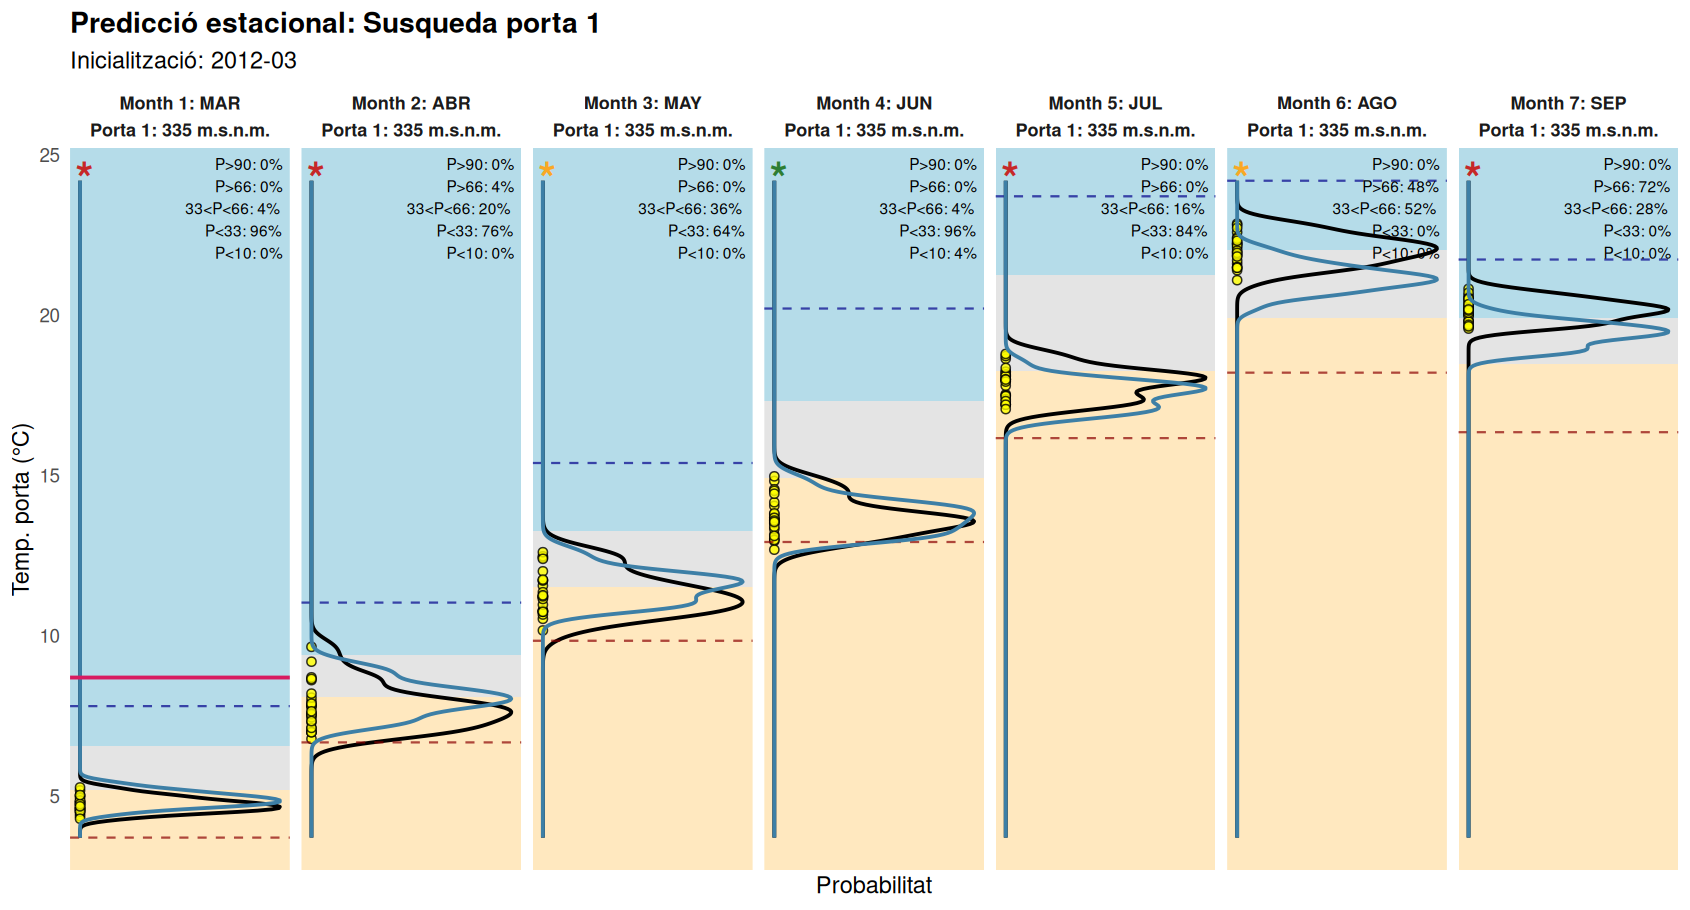 Predicció estacional: Susqueda porta 1
Inicialització: 2012-03
Month 1: MAR
Porta 1: 335 m.s.n.m.
P>90: 0%
P>66: 0%
33<P<66: 4%
P<33: 96%
P<10: 0%
Month 2: ABR
Porta 1: 335 m.s.n.m.
P>90: 0%
P>66: 4%
33<P<66: 20%
P<33: 76%
P<10: 0%
Month 3: MAY
Porta 1: 335 m.s.n.m.
P>90: 0%
P>66: 0%
33<P<66: 36%
P<33: 64%
P<10: 0%
Month 4: JUN
Porta 1: 335 m.s.n.m.
P>90: 0%
P>66: 0%
33<P<66: 4%
P<33: 96%
P<10: 4%
Month 5: JUL
Porta 1: 335 m.s.n.m.
P>90: 0%
P>66: 0%
33<P<66: 16%
P<33: 84%
P<10: 0%
Month 6: AGO
Porta 1: 335 m.s.n.m.
P>90: 0%
P>66: 48%
33<P<66: 52%
P<33: 0%
P<10: 0%
Month 7: SEP
Porta 1: 335 m.s.n.m.
P>90: 0%
P>66: 72%
33<P<66: 28%
P<33: 0%
P<10: 0%
25
20
15
10
5
Temp. porta (°C)
Probabilitat